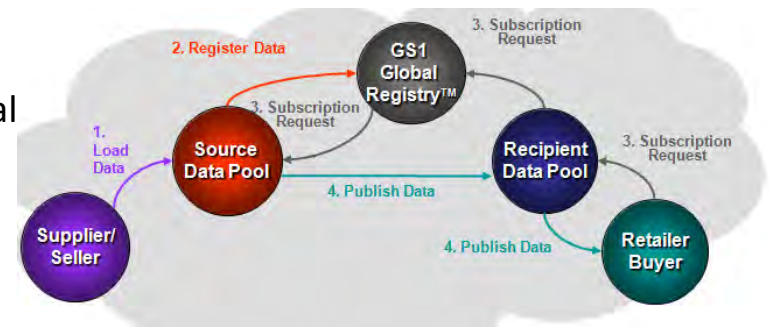 3. Subscription
Request
2. Register Data
GS1
Global
Registry™
al
3. Subscription
Request
1.
Load
Data
Source
Data Pool
Recipient
Data Pool
3. Subscription
Request
4. Publish Data
Supplier/
Seller
4. Publish Data
Retailer
Buyer